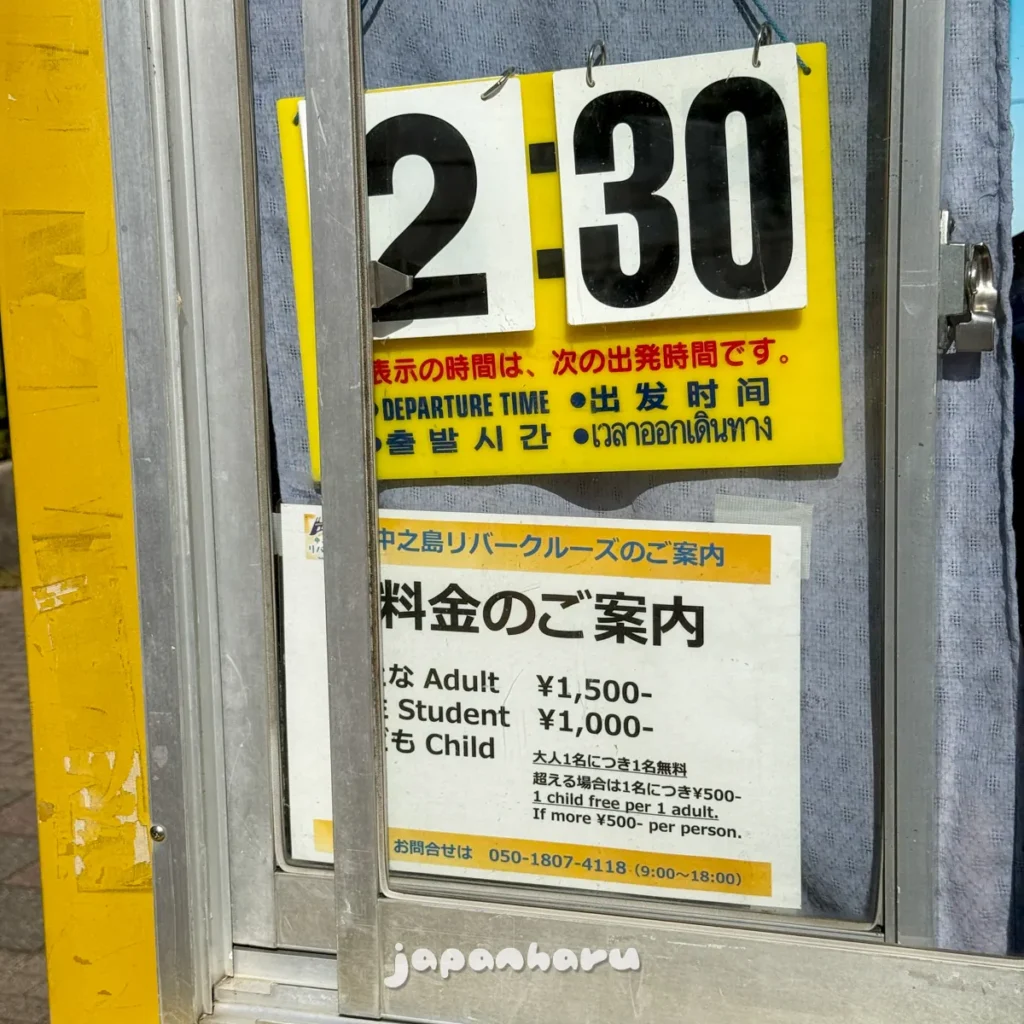 2:30
表示の時間は、次の出発時間です。
●DEPARTURE TIME ●出发时间
●출발시간 ●เวลาออกเดินทาง
中之島リバークルーズのご案内
料金のご案内
な Adult ¥1,500-
Student ¥1,000-
ども Child
大人1名につき1名無料
超える場合は1名につき¥500-
1 child free per 1 adult.
If more ¥500- per person.
お問合せは 050-1807-4118 (9:00～18:00)
japanharu